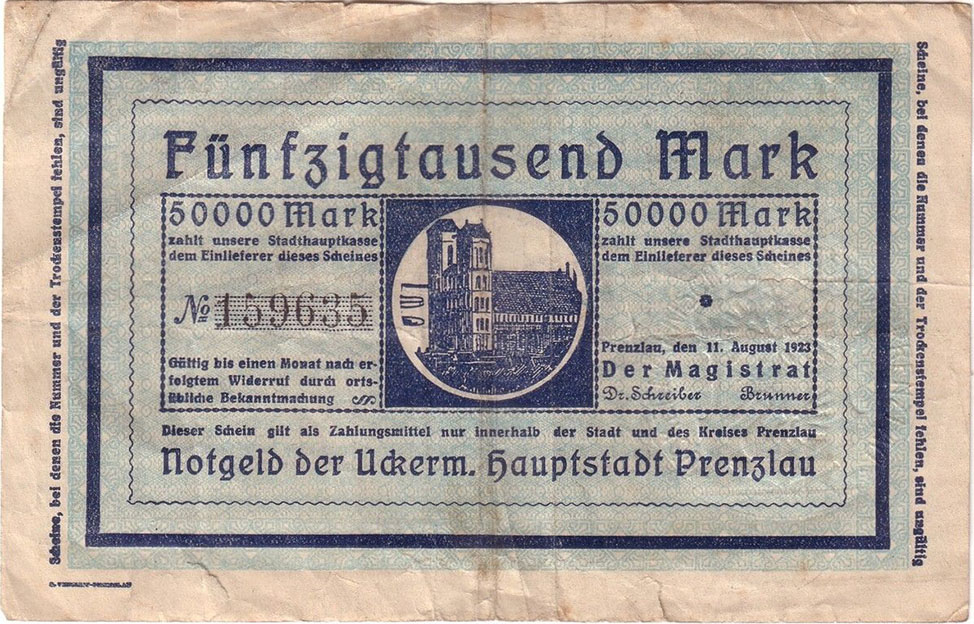 Fünfzigtausend Mark
50000 Mark
zahlt unsere Stadthauptkasse
dem Einlieferer dieses Scheines
No 159635
Gültig bis einen Monat nach er-
folgtem Widerruf durch orts-
übliche Bekanntmachung
50000 Mark
zahlt unsere Stadthauptkasse
dem Einlieferer dieses Scheines
Prenzlau, den 11. August 1923
Der Magistrat
Dr. Schreiber Brunner
Dieser Schein gilt als Zahlungsmittel nur innerhalb der Stadt und des Kreises Prenzlau
Notgeld der Uckerm. Hauptstadt Prenzlau
Scheine, bei denen die Nummer und der Trockenstempel fehlen, sind ungültig
Scheine, bei denen die Nummer und der Trockenstempel fehlen, sind ungültig